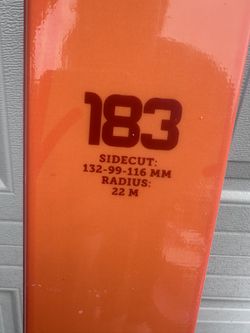 183
SIDECUT:
132-99-116 MM
RADIUS:
22 M